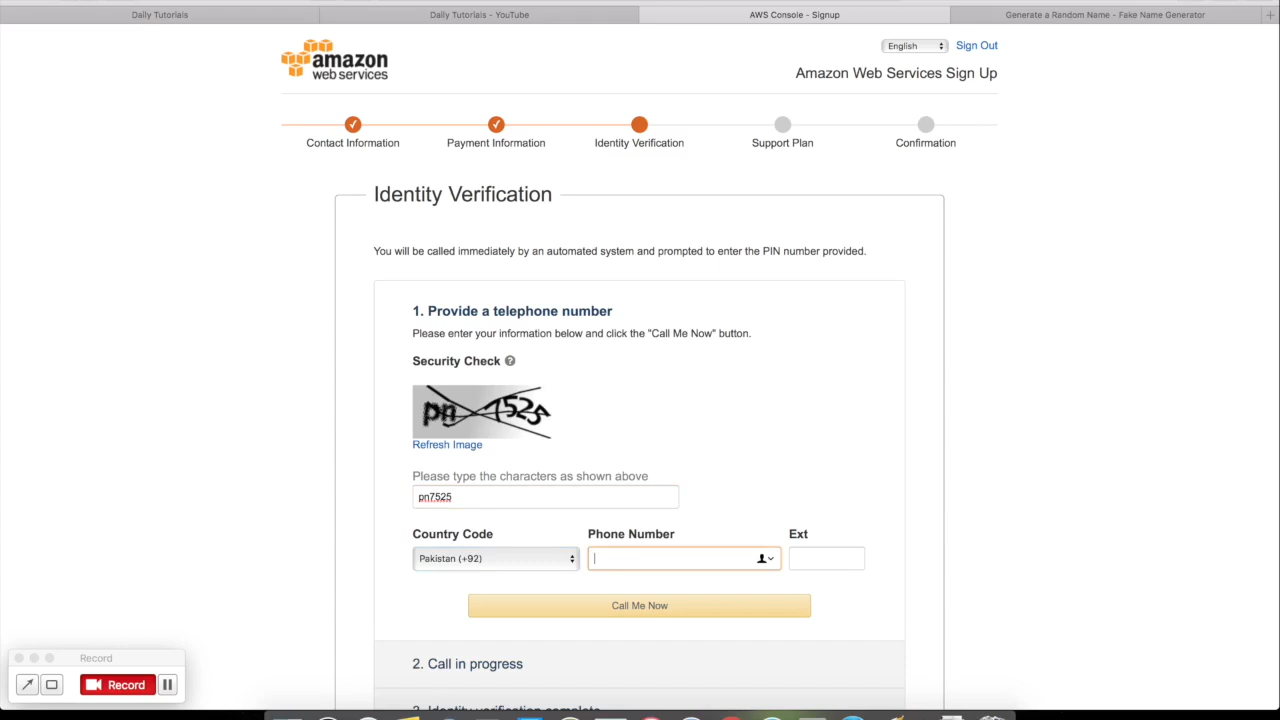 Daily Tutorials
Daily Tutorials - YouTube
AWS Console - Signup
Generate a Random Name - Fake Name Generator
amazon
web services
English
Sign Out
Amazon Web Services Sign Up
Contact Information
Payment Information
Identity Verification
Support Plan
Confirmation
Identity Verification
You will be called immediately by an automated system and prompted to enter the PIN number provided.
1. Provide a telephone number
Please enter your information below and click the "Call Me Now" button.
Security Check
pn7525
Refresh Image
Please type the characters as shown above
pn7525
Country Code
Phone Number
Ext
Pakistan (+92)
Call Me Now
2. Call in progress
3. Identity verification complete
Record
Record